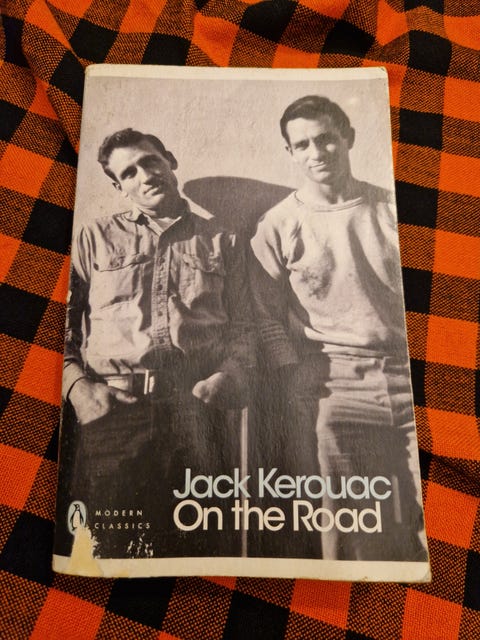 Jack Kerouac
On the Road
MODERN
CLASSICS